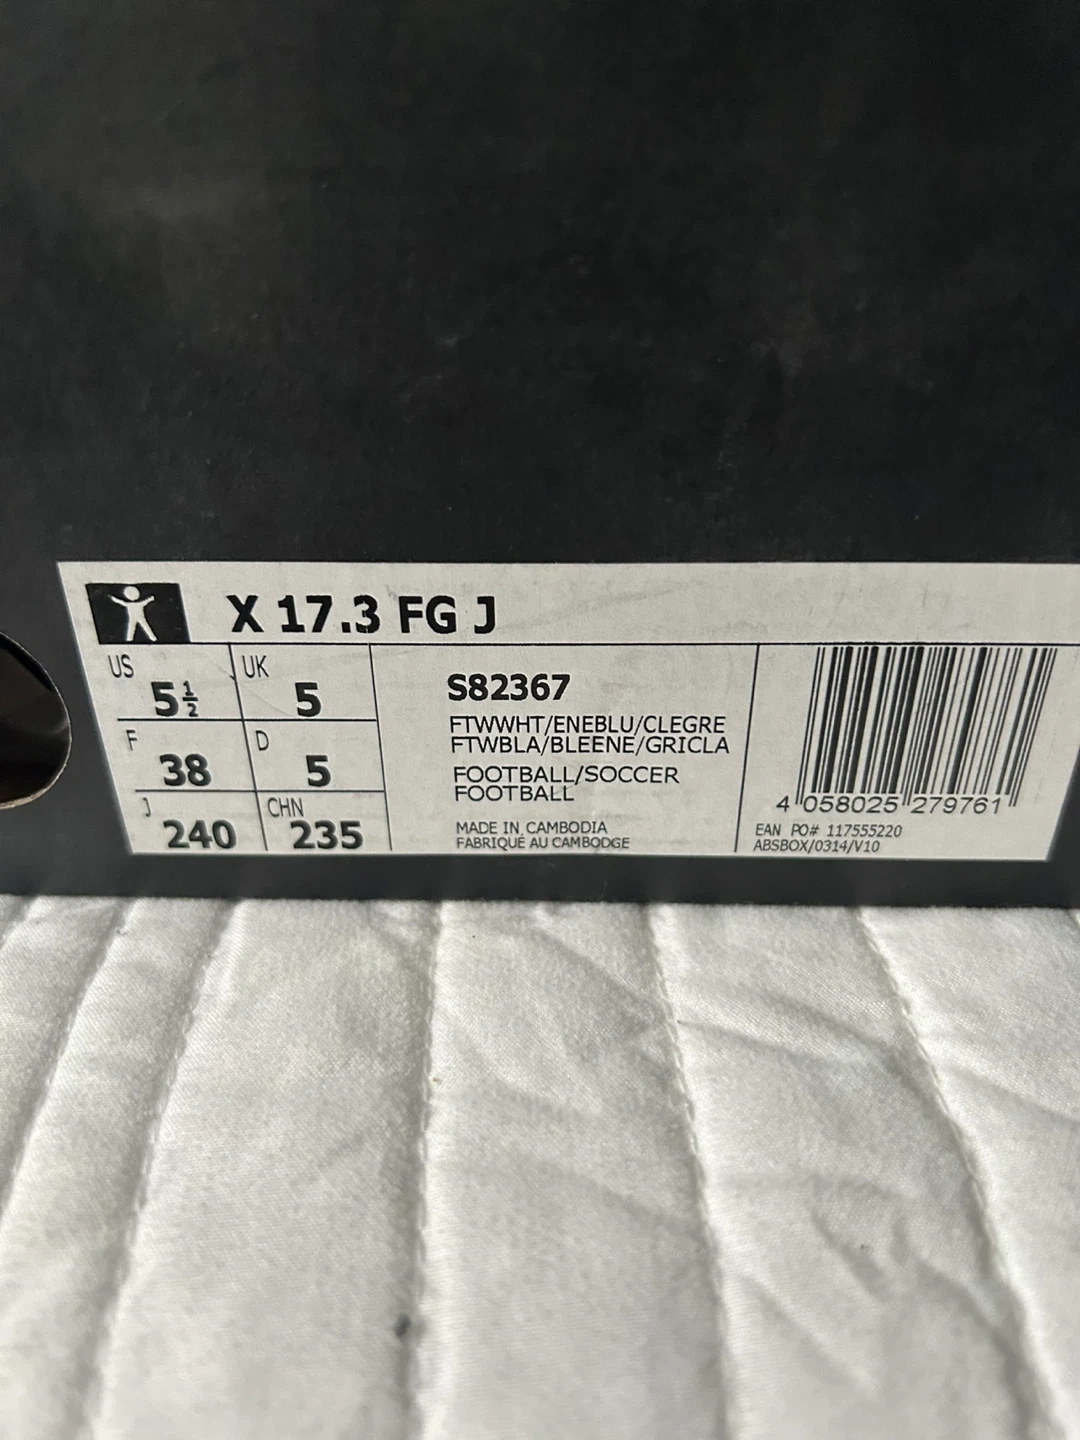 X 17.3 FG J
US 5½ UK 5
F 38 D 5
J 240 CHN 235
S82367
FTWWHT/ENEBLU/CLEGRE
FTWBLA/BLEENE/GRICLA
FOOTBALL/SOCCER
FOOTBALL
MADE IN CAMBODIA
FABRIQUÉ AU CAMBODGE
4 058025 279761
EAN PO# 117555220
ABSBOX/0314/V10